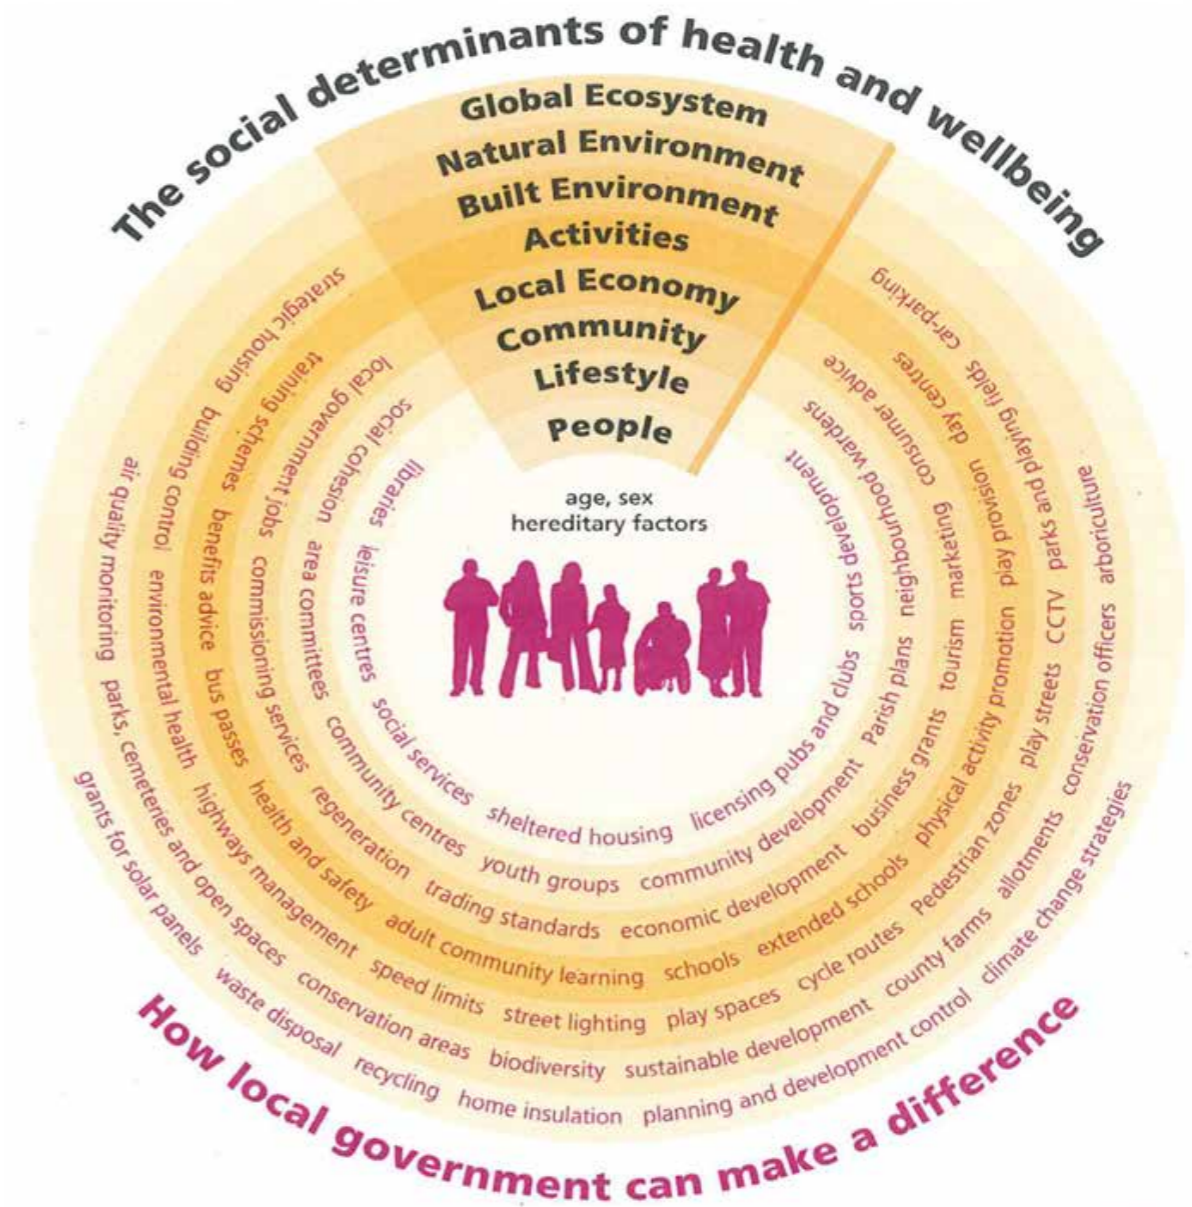 The social determinants of health and wellbeing
Global Ecosystem
Natural Environment
Built Environment
Activities
Local Economy
Community
Lifestyle
People
age, sex
hereditary factors
libraries leisure centres social services sheltered housing licensing pubs and clubs sports development
social cohesion area committees community centres youth groups community development Parish plans neighbourhood wardens
local government jobs commissioning services regeneration trading standards economic development business grants tourism marketing consumer advice
training schemes benefits advice bus passes health and safety adult community learning schools extended schools physical activity promotion play provision day centres
strategic housing building control environmental health highways management speed limits street lighting play spaces cycle routes Pedestrian zones play streets CCTV parks and playing fields car-parking
air quality monitoring parks, cemeteries and open spaces conservation areas biodiversity sustainable development county farms allotments conservation officers arboriculture
grants for solar panels waste disposal recycling home insulation planning and development control climate change strategies
How local government can make a difference